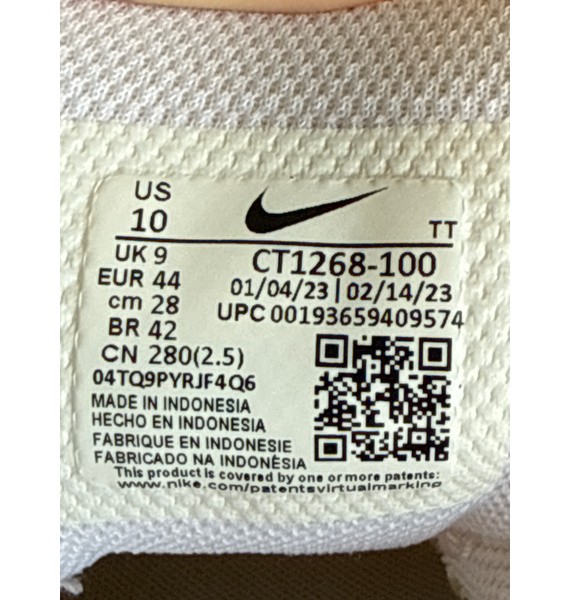 US
10
TT
UK 9
EUR 44
cm 28
BR 42
CN 280(2.5)
CT1268-100
01/04/23 | 02/14/23
UPC 00193659409574
04TQ9PYRJF4Q6
MADE IN INDONESIA
HECHO EN INDONESIA
FABRIQUE EN INDONESIE
FABRICADO NA INDONÈSIA
This product is covered by one or more patents:
www.nike.com/patentsvirtualmarking